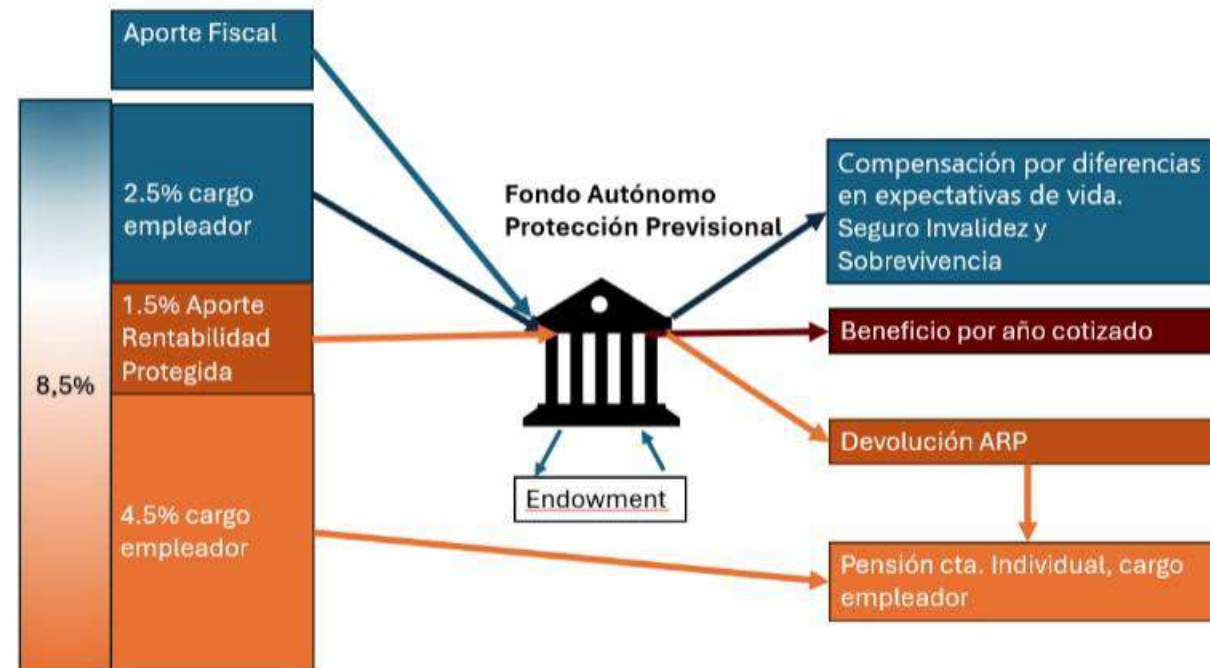 Aporte Fiscal
8,5%
2.5% cargo
empleador
1.5% Aporte
Rentabilidad
Protegida
4.5% cargo
empleador
Fondo Autónomo
Protección Previsional
Endowment
Compensación por diferencias
en expectativas de vida.
Seguro Invalidez y
Sobrevivencia
Beneficio por año cotizado
Devolución ARP
Pensión cta. Individual, cargo
empleador